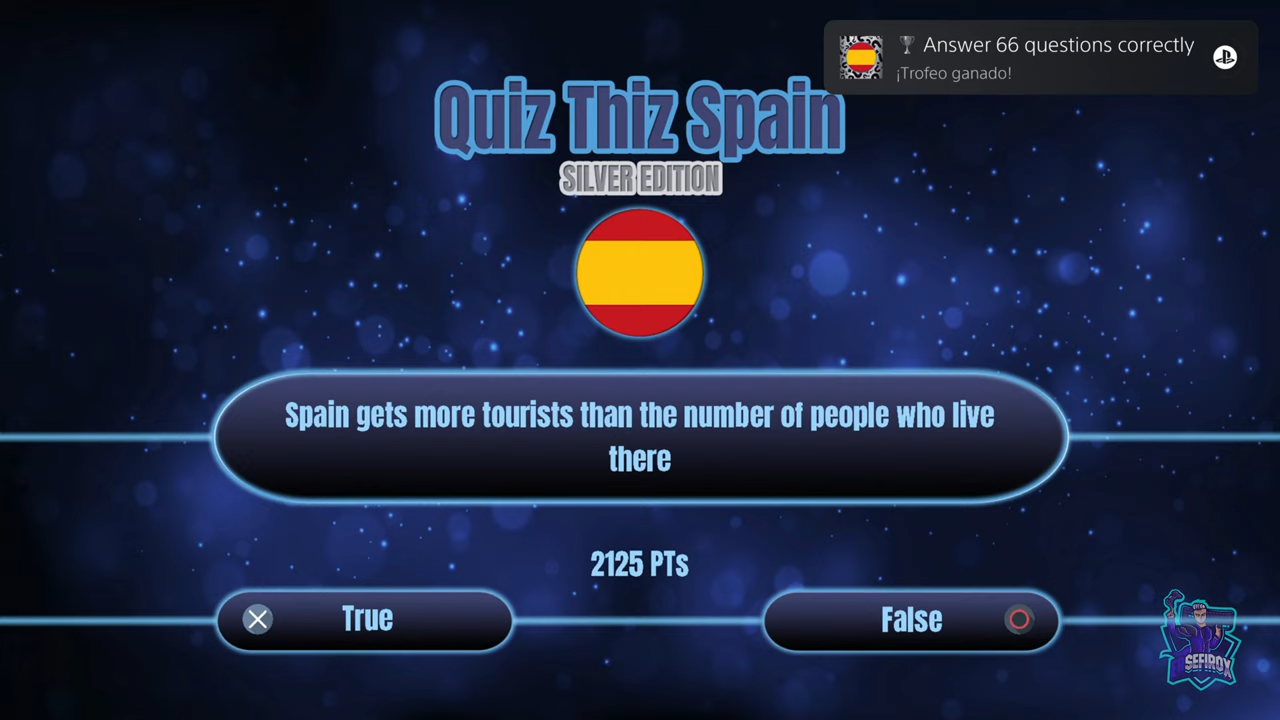 Answer 66 questions correctly
¡Trofeo ganado!
Quiz Thiz Spain
SILVER EDITION
Spain gets more tourists than the number of people who live
there
2125 PTs
True
False
SEFIROX